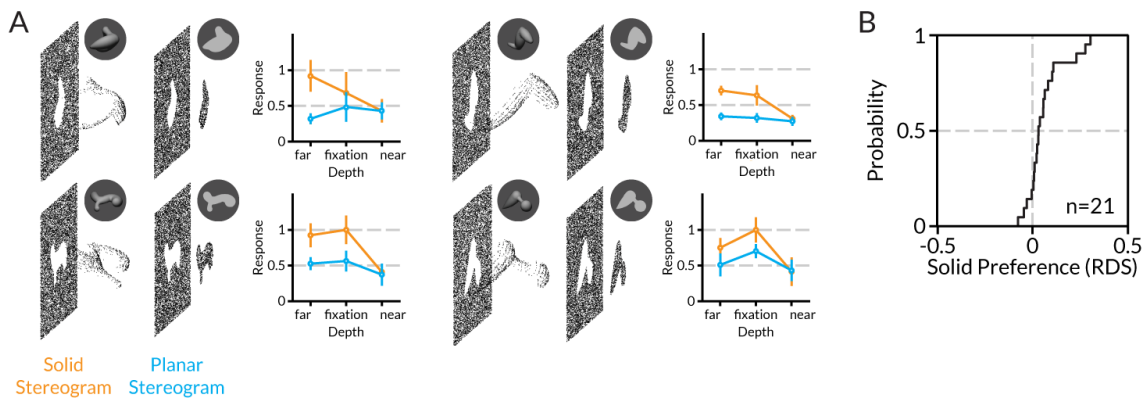 A
B
1
0.5
0
Response
far fixation near
Depth
1
0.5
0
Response
far fixation near
Depth
1
0.5
0
Response
far fixation near
Depth
1
0.5
0
Response
far fixation near
Depth
Solid
Stereogram
Planar
Stereogram
1
0.5
0
Probability
n=21
-0.5 0 0.5
Solid Preference (RDS)